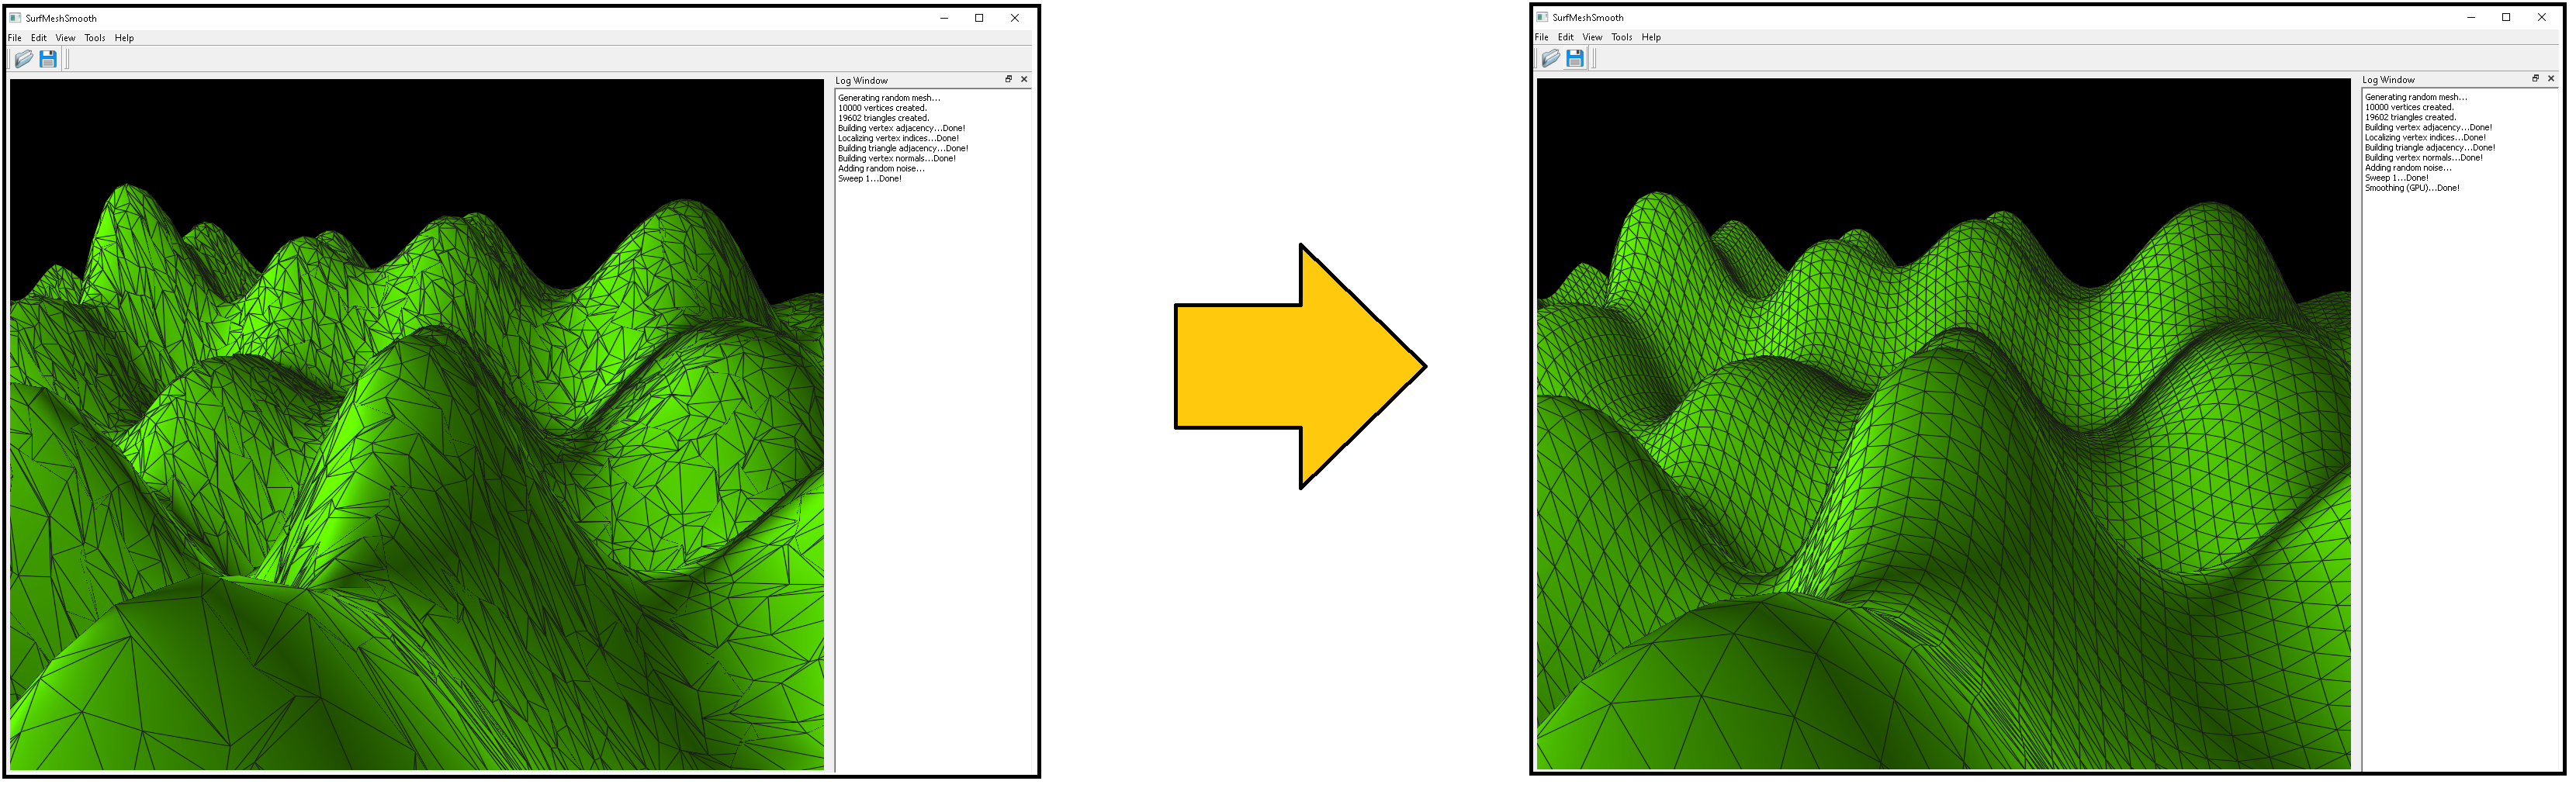 SurfMeshSmooth
File Edit View Tools Help
Log Window
Generating random mesh...
10000 vertices created.
19602 triangles created.
Building vertex adjacency...Done!
Localizing vertex indices...Done!
Building triangle adjacency...Done!
Building vertex normals...Done!
Adding random noise...
Sweep 1...Done!
SurfMeshSmooth
File Edit View Tools Help
Log Window
Generating random mesh...
10000 vertices created.
19602 triangles created.
Building vertex adjacency...Done!
Localizing vertex indices...Done!
Building triangle adjacency...Done!
Building vertex normals...Done!
Adding random noise...
Sweep 1...Done!
Smoothing (GPU)...Done!